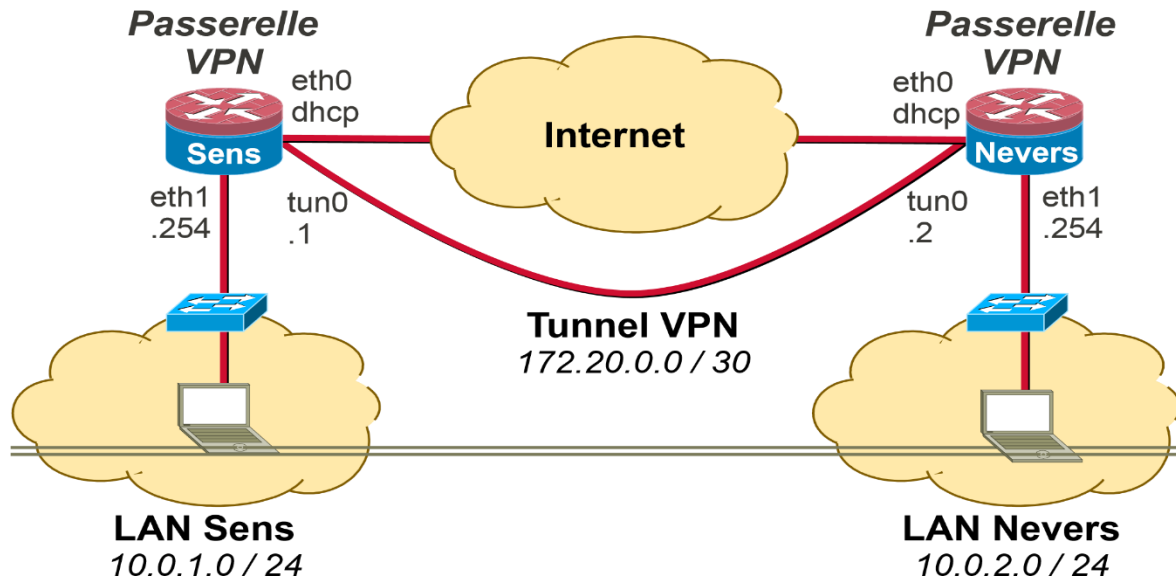 Passerelle
VPN
Passerelle
VPN
eth0
dhcp
Internet
eth0
dhcp
Sens
Nevers
eth1
.254
tun0
.1
tun0
.2
eth1
.254
Tunnel VPN
172.20.0.0 / 30
LAN Sens
10.0.1.0 / 24
LAN Nevers
10.0.2.0 / 24